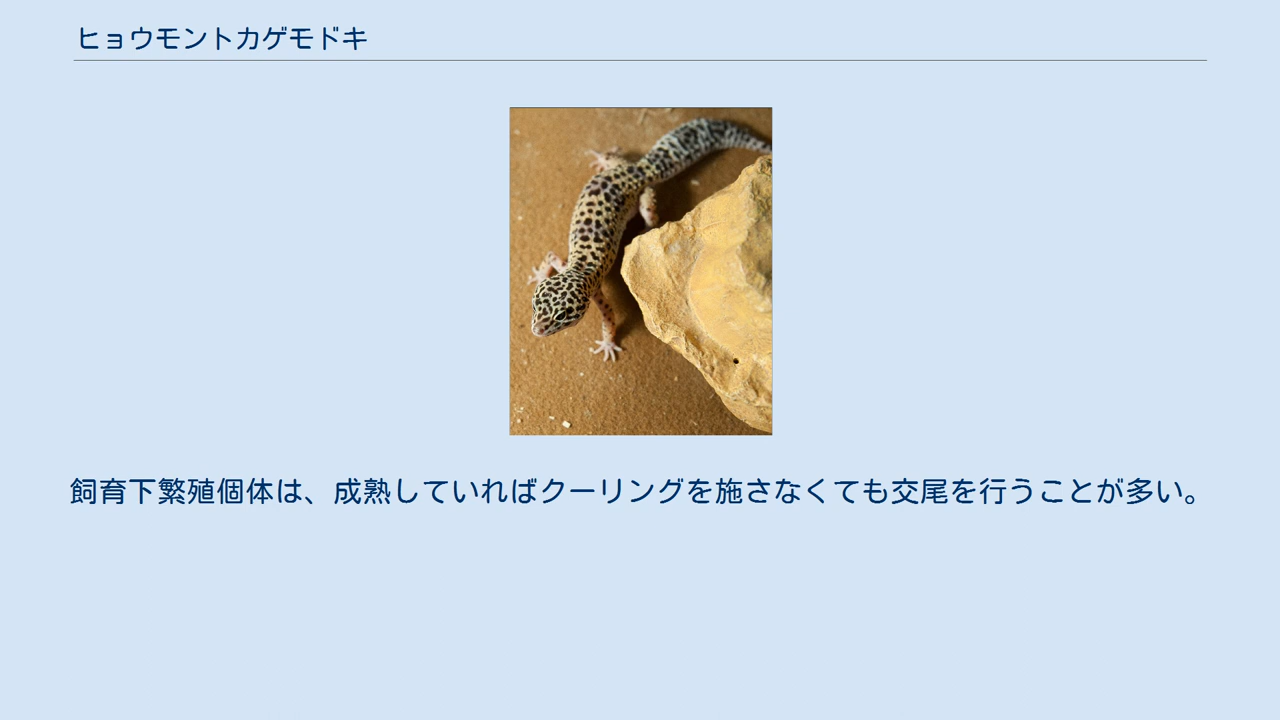 ヒョウモントカゲモドキ
飼育下繁殖個体は、成熟していればクーリングを施さなくても交尾を行うことが多い。